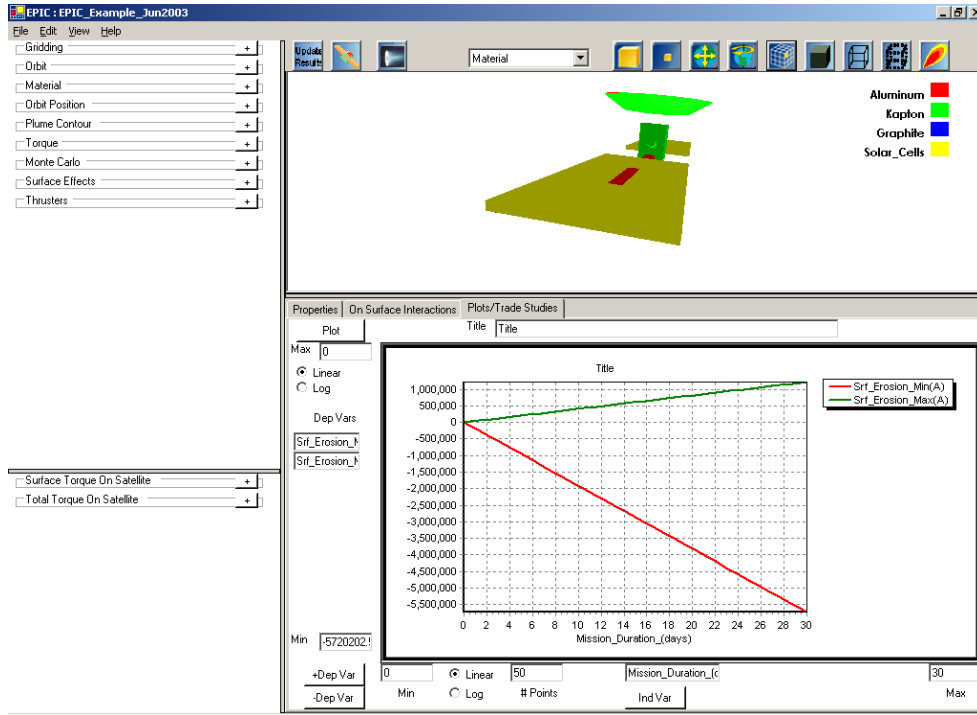 EPIC : EPIC_Example_Jun2003
File Edit View Help
Gridding +
Orbit +
Material +
Orbit Position +
Plume Contour +
Torque +
Monte Carlo +
Surface Effects +
Thrusters +
Surface Torque On Satellite +
Total Torque On Satellite +
Update
Results
Material
Aluminum
Kapton
Graphite
Solar_Cells
Properties On Surface Interactions Plots/Trade Studies
Plot
Title Title
Max 0
Linear
Log
Dep Vars
Srf_Erosion_M
Srf_Erosion_M
Min -5720202.
+Dep Var
-Dep Var
Title
1,000,000
500,000
0
-500,000
-1,000,000
-1,500,000
-2,000,000
-2,500,000
-3,000,000
-3,500,000
-4,000,000
-4,500,000
-5,000,000
-5,500,000
0 2 4 6 8 10 12 14 16 18 20 22 24 26 28 30
Mission_Duration_(days)
Srf_Erosion_Min(A)
Srf_Erosion_Max(A)
0 Linear 50 Mission_Duration_(c 30
Min Log # Points Ind Var Max